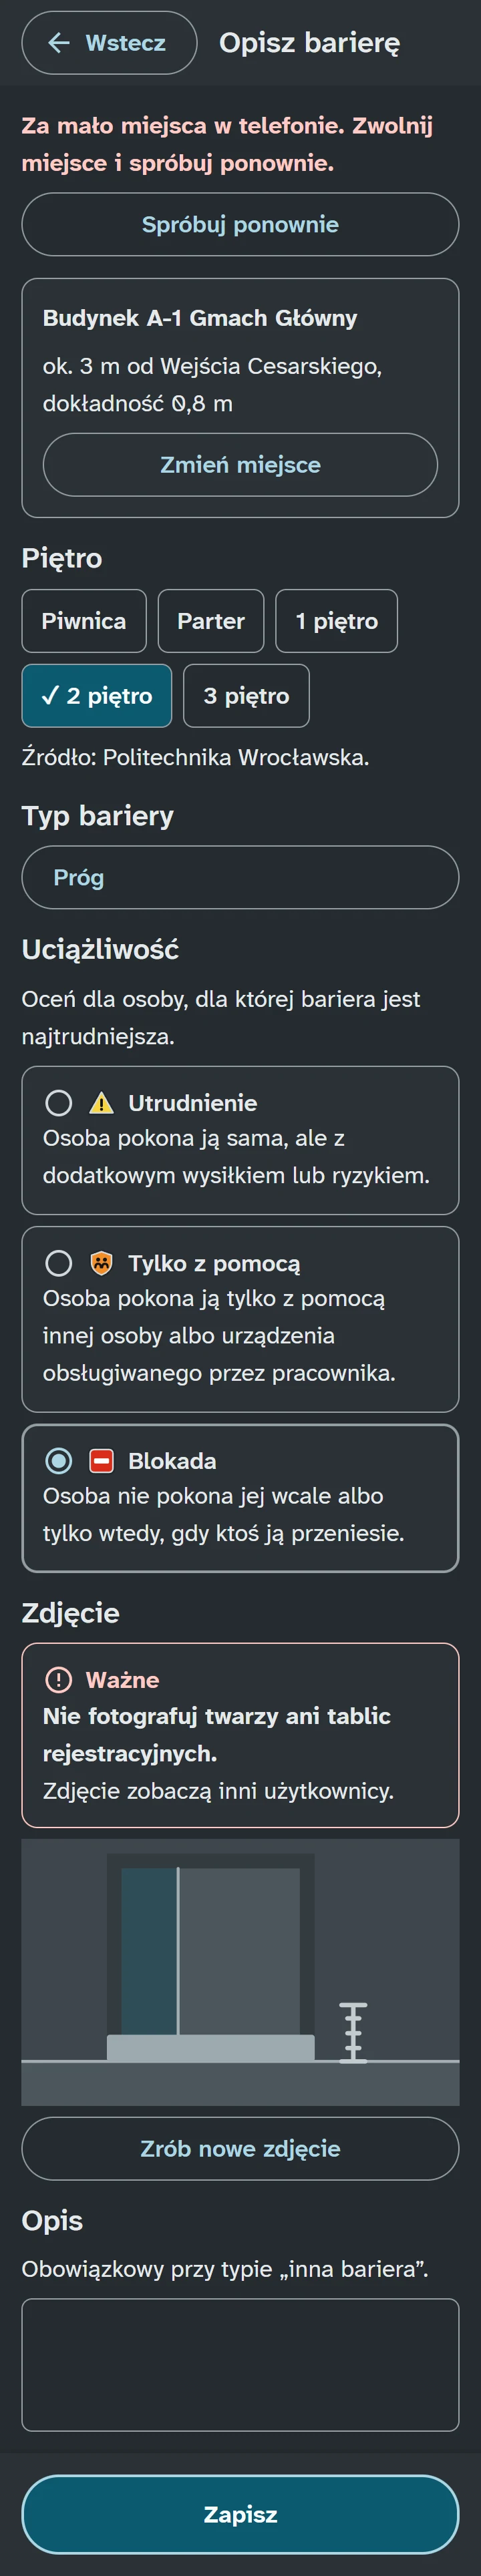 ← Wstecz
Opisz barierę
Za mało miejsca w telefonie. Zwolnij
miejsce i spróbuj ponownie.
Spróbuj ponownie
Budynek A-1 Gmach Główny
ok. 3 m od Wejścia Cesarskiego,
dokładność 0,8 m
Zmień miejsce
Piętro
Piwnica
Parter
1 piętro
✓ 2 piętro
3 piętro
Źródło: Politechnika Wrocławska.
Typ bariery
Próg
Uciążliwość
Oceń dla osoby, dla której bariera jest
najtrudniejsza.
Utrudnienie
Osoba pokona ją sama, ale z
dodatkowym wysiłkiem lub ryzykiem.
Tylko z pomocą
Osoba pokona ją tylko z pomocą
innej osoby albo urządzenia
obsługiwanego przez pracownika.
Blokada
Osoba nie pokona jej wcale albo
tylko wtedy, gdy ktoś ją przeniesie.
Zdjęcie
Ważne
Nie fotografuj twarzy ani tablic
rejestracyjnych.
Zdjęcie zobaczą inni użytkownicy.
Zrób nowe zdjęcie
Opis
Obowiązkowy przy typie „inna bariera”.
Zapisz